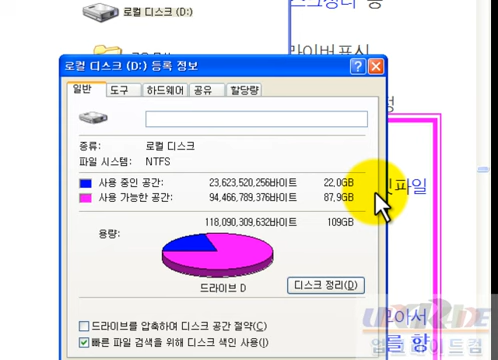 로컬 디스크 (D:)
라이버표시
로컬 디스크 (D:) 등록 정보
일반 도구 하드웨어 공유 할당량
종류: 로컬 디스크
파일 시스템: NTFS
사용 중인 공간: 23,623,520,256바이트 22,0GB
사용 가능한 공간: 94,466,789,376바이트 87,9GB
파일
용량: 118,090,309,632바이트 109GB
드라이브 D
디스크 정리(D)
드라이브를 압축하여 디스크 공간 절약(C)
빠른 파일 검색을 위해 디스크 색인 사용(I)